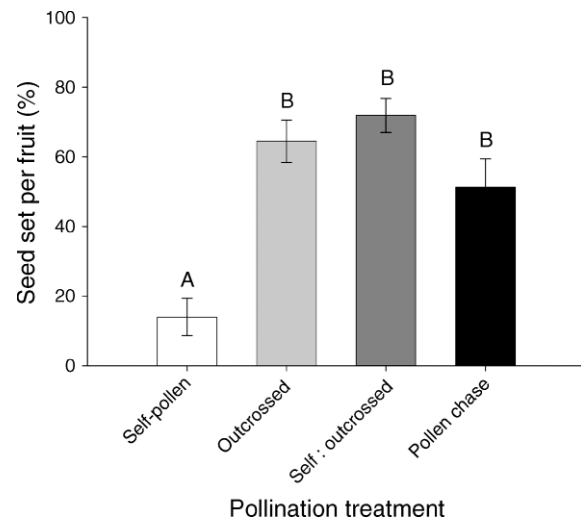 100
80
60
40
20
0
Seed set per fruit (%)
A
B
B
B
Self-pollen
Outcrossed
Self : outcrossed
Pollen chase
Pollination treatment